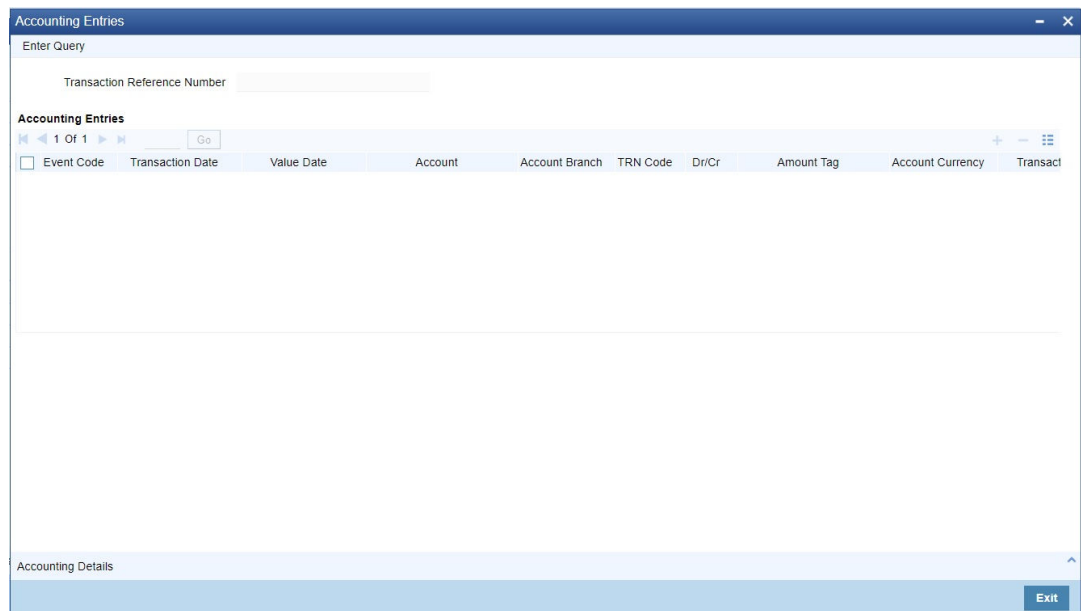 Accounting Entries
Enter Query
Transaction Reference Number
Accounting Entries
1 Of 1 Go
Event Code Transaction Date Value Date Account Account Branch TRN Code Dr/Cr Amount Tag Account Currency Transact
Accounting Details
Exit